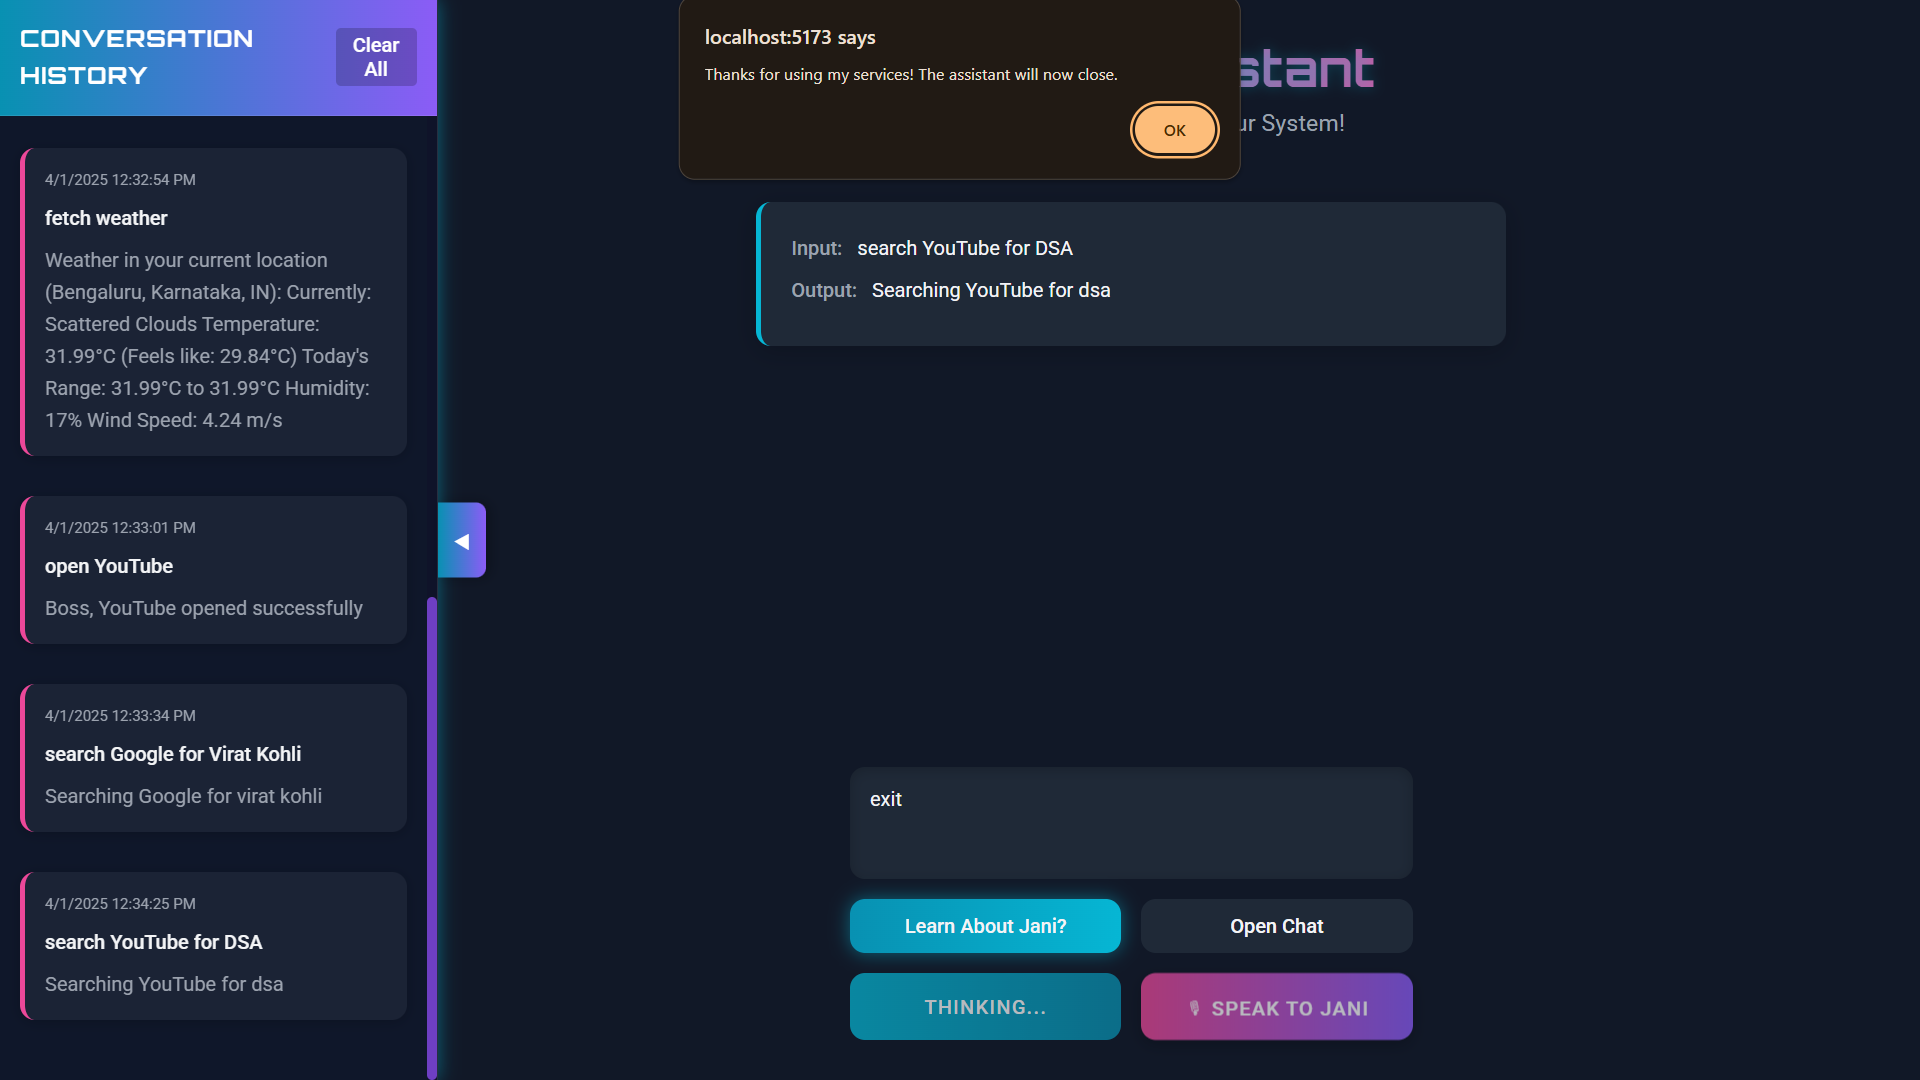 CONVERSATION
HISTORY
Clear
All
4/1/2025 12:32:54 PM
fetch weather
Weather in your current location
(Bengaluru, Karnataka, IN): Currently:
Scattered Clouds Temperature:
31.99°C (Feels like: 29.84°C) Today's
Range: 31.99°C to 31.99°C Humidity:
17% Wind Speed: 4.24 m/s
4/1/2025 12:33:01 PM
open YouTube
Boss, YouTube opened successfully
4/1/2025 12:33:34 PM
search Google for Virat Kohli
Searching Google for virat kohli
4/1/2025 12:34:25 PM
search YouTube for DSA
Searching YouTube for dsa
localhost:5173 says
Thanks for using my services! The assistant will now close.
OK
stant
ur System!
Input: search YouTube for DSA
Output: Searching YouTube for dsa
exit
Learn About Jani?
Open Chat
THINKING...
SPEAK TO JANI